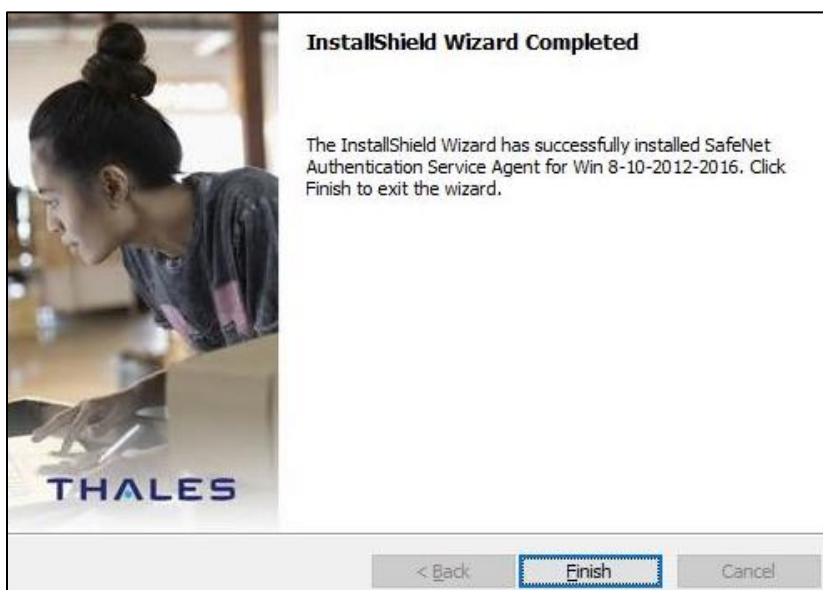 InstallShield Wizard Completed
The InstallShield Wizard has successfully installed SafeNet
Authentication Service Agent for Win 8-10-2012-2016. Click
Finish to exit the wizard.
THALES
< Back
Finish
Cancel